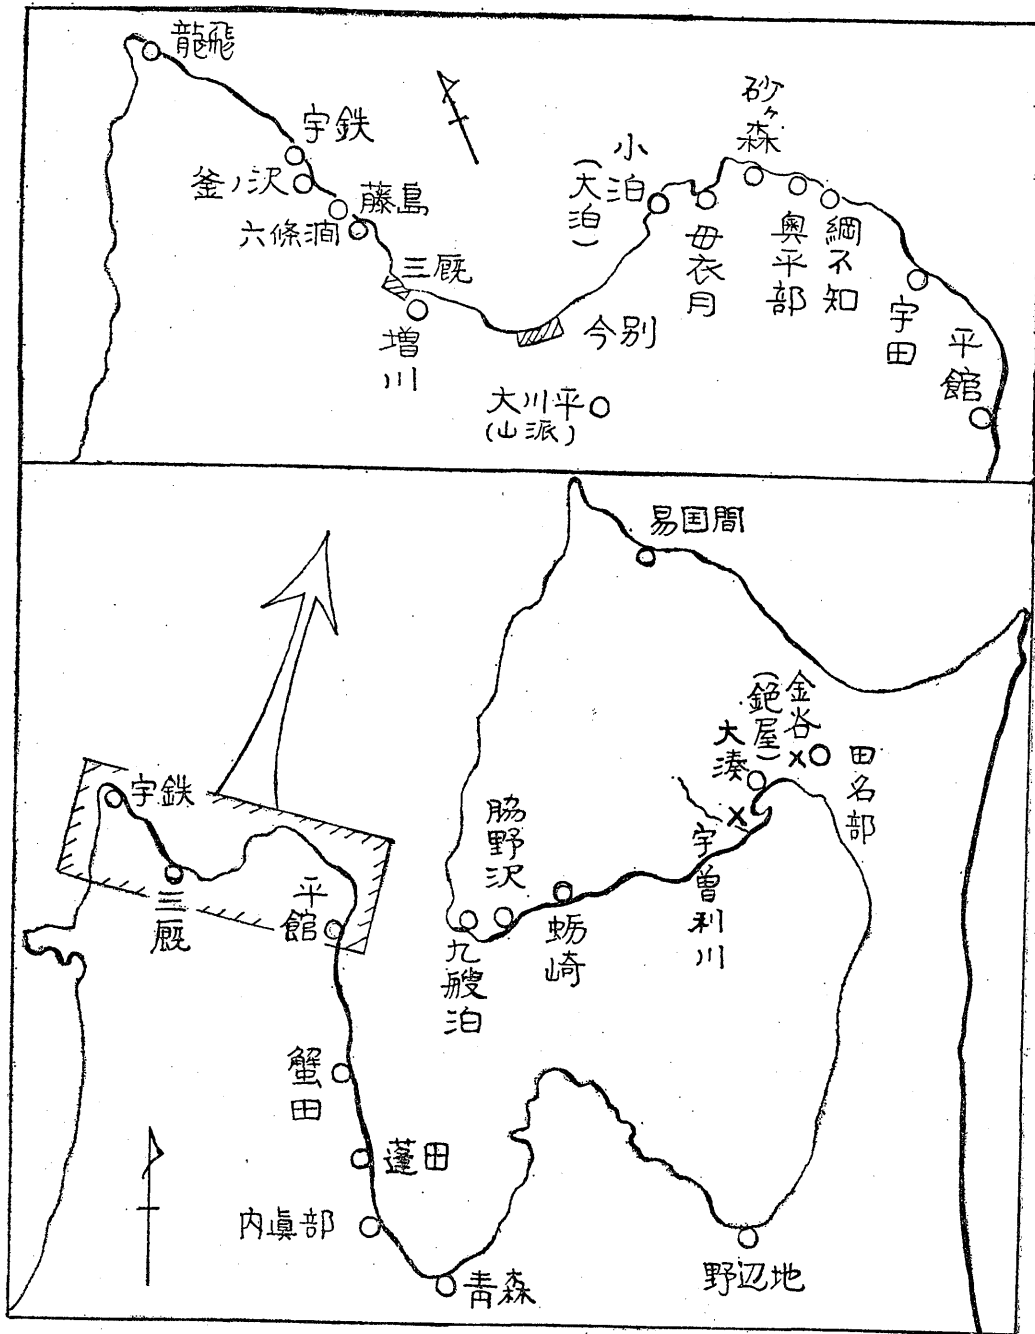 龍飛
宇鉄
釜ノ沢
藤島
六條澗
三厩
増川
今別
大川平
(山派)
小泊
(大泊)
母衣月
砂々森
奥平部
綱不知
宇田
平館
易国間
金谷
(鉋屋)
大湊
田名部
宇曽利川
脇野沢
九艘泊
蛎崎
宇鉄
三厩
平館
蟹田
蓬田
内眞部
青森
野辺地